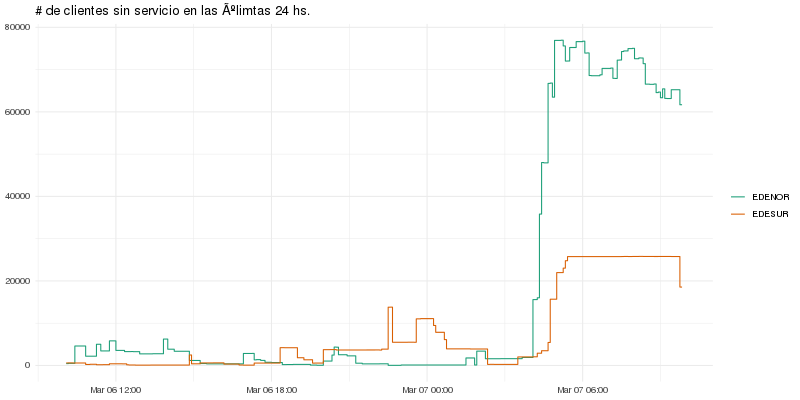 # de clientes sin servicio en las Ãºlimtas 24 hs.
80000
60000
40000
20000
0
Mar 06 12:00
Mar 06 18:00
Mar 07 00:00
Mar 07 06:00
EDENOR
EDESUR